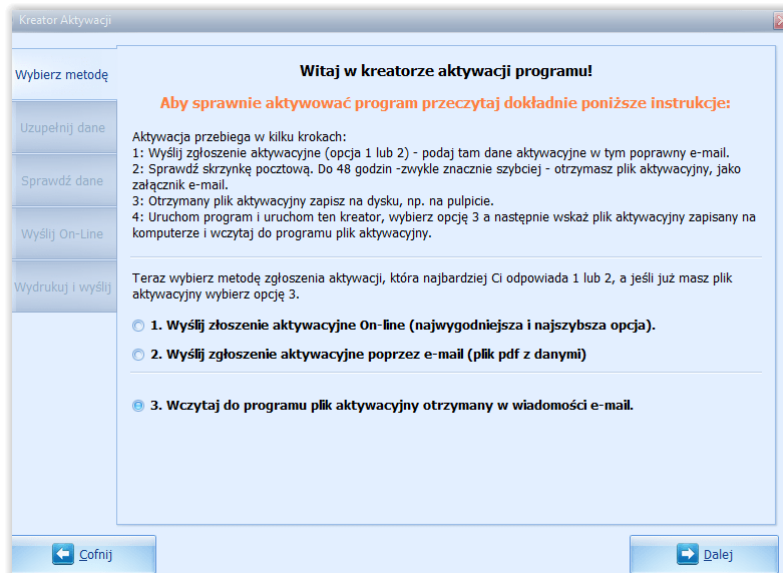 Kreator Aktywacji
Wybierz metodę
Uzupełnij dane
Sprawdź dane
Wyślij On-Line
Wydrukuj i wyślij
Witaj w kreatorze aktywacji programu!
Aby sprawnie aktywować program przeczytaj dokładnie poniższe instrukcje:
Aktywacja przebiega w kilku krokach:
1: Wyślij zgłoszenie aktywacyjne (opcja 1 lub 2) - podaj tam dane aktywacyjne w tym poprawny e-mail.
2: Sprawdź skrzynkę pocztową. Do 48 godzin -zwykle znacznie szybciej - otrzymasz plik aktywacyjny, jako
załącznik e-mail.
3: Otrzymany plik aktywacyjny zapisz na dysku, np. na pulpicie.
4: Uruchom program i uruchom ten kreator, wybierz opcję 3 a następnie wskaż plik aktywacyjny zapisany na
komputerze i wczytaj do programu plik aktywacyjny.
Teraz wybierz metodę zgłoszenia aktywacji, która najbardziej Ci odpowiada 1 lub 2, a jeśli już masz plik
aktywacyjny wybierz opcję 3.
1. Wyślij złoszenie aktywacyjne On-line (najwygodniejsza i najszybsza opcja).
2. Wyślij zgłoszenie aktywacyjne poprzez e-mail (plik pdf z danymi)
3. Wczytaj do programu plik aktywacyjny otrzymany w wiadomości e-mail.
Cofnij
Dalej